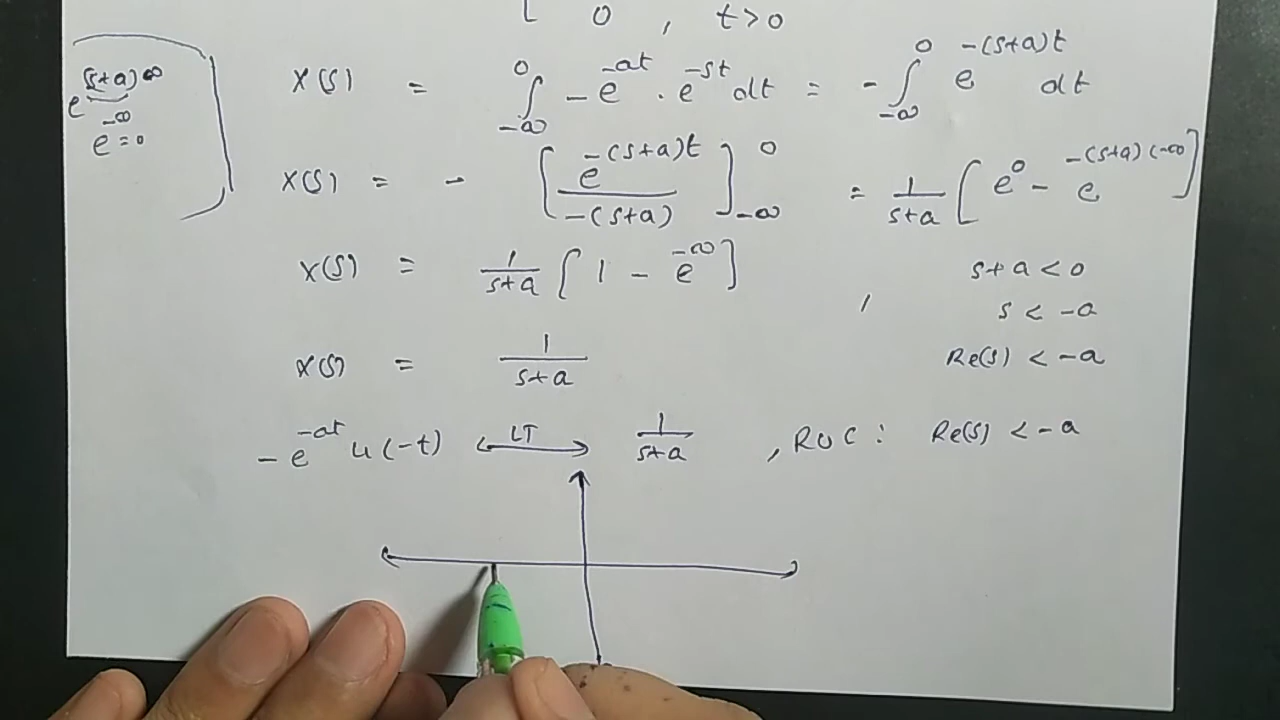 [ 0 , t>0
X(S) = ∫_{-∞}^{0} -e^{-at} . e^{-st} dt = - ∫_{-∞}^{0} e^{-(s+a)t} dt
e^{(s+a)∞}
e^{-∞} = 0
X(S) = - [ e^{-(s+a)t} / -(s+a) ]_{-∞}^{0} = 1/(s+a) [ e^{0} - e^{-(s+a)(-∞)} ]
X(S) = 1/(s+a) [ 1 - e^{-∞} ] , s+a<0
s < -a
X(S) = 1/(s+a) Re(s) < -a
-e^{-at} u(-t) ⟷^{LT} 1/(s+a) , ROC : Re(s) < -a